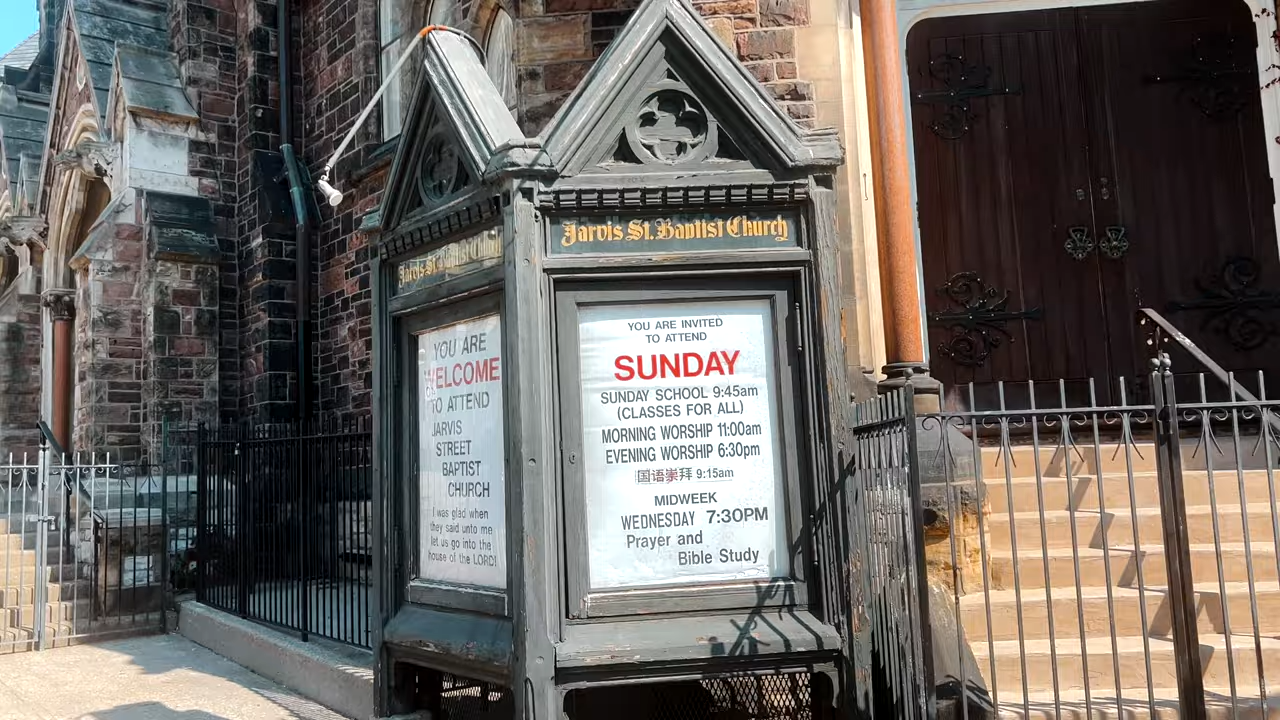 Jarvis St. Baptist Church
YOU ARE
WELCOME
TO ATTEND
JARVIS
STREET
BAPTIST
CHURCH
I was glad when
they said unto me
let us go into the
house of the LORD!
Jarvis St. Baptist Church
YOU ARE INVITED
TO ATTEND
SUNDAY
SUNDAY SCHOOL 9:45am
(CLASSES FOR ALL)
MORNING WORSHIP 11:00am
EVENING WORSHIP 6:30pm
国语崇拜 9:15am
MIDWEEK
WEDNESDAY 7:30PM
Prayer and
Bible Study